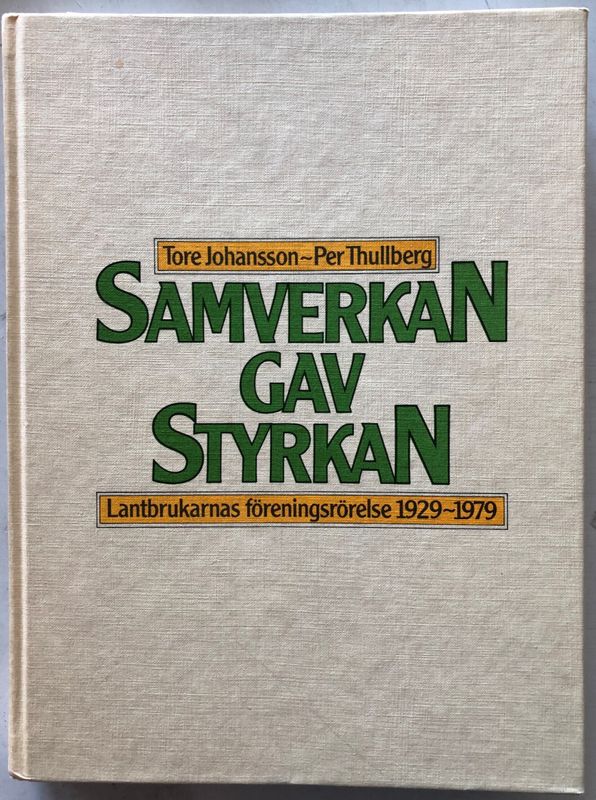 Tore Johansson~Per Thullberg
SAMVERKAN
GAV
STYRKAN
Lantbrukarnas föreningsrörelse 1929~1979